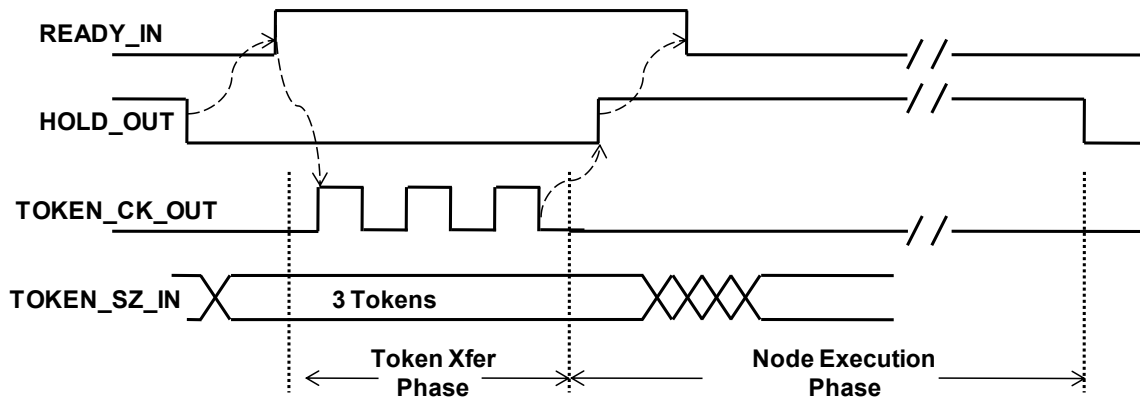 READY_IN
HOLD_OUT
TOKEN_CK_OUT
TOKEN_SZ_IN
3 Tokens
Token Xfer
Phase
Node Execution
Phase